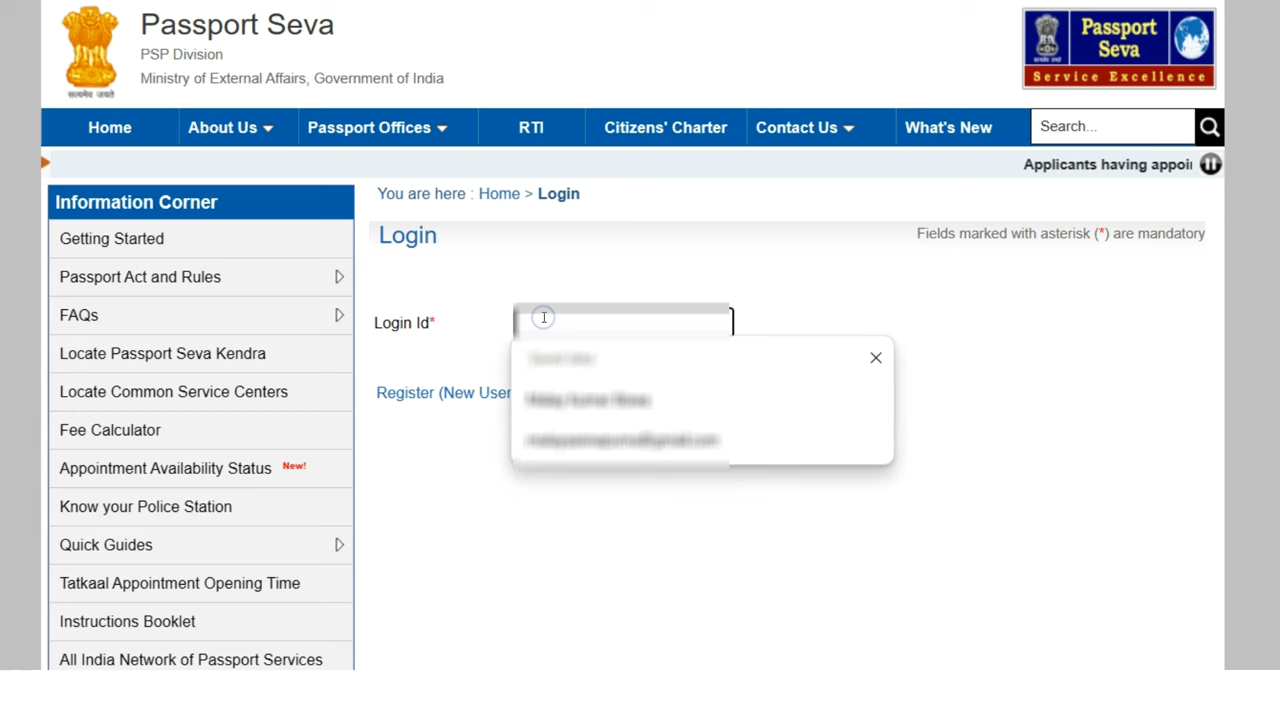 Passport Seva
PSP Division
Ministry of External Affairs, Government of India
सत्यमेव जयते
Passport
Seva
Service Excellence
Home About Us Passport Offices RTI Citizens' Charter Contact Us What's New Search...
Applicants having appoi
Information Corner
Getting Started
Passport Act and Rules
FAQs
Locate Passport Seva Kendra
Locate Common Service Centers
Fee Calculator
Appointment Availability Status New!
Know your Police Station
Quick Guides
Tatkaal Appointment Opening Time
Instructions Booklet
All India Network of Passport Services
You are here : Home > Login
Login
Fields marked with asterisk (*) are mandatory
Login Id*
Register (New User